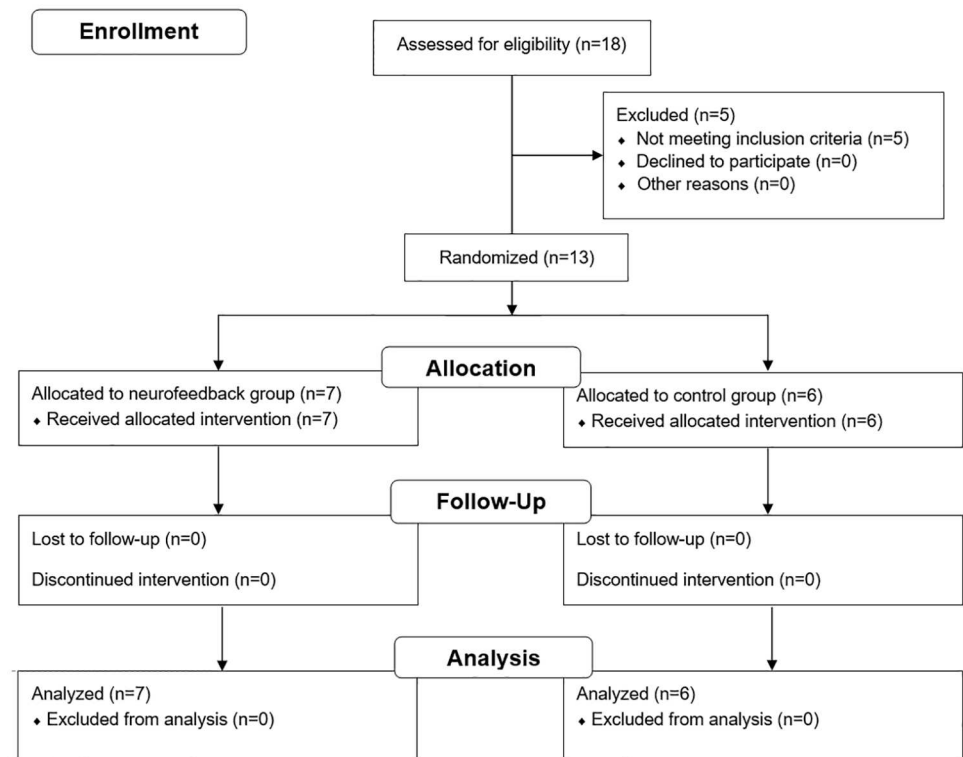 Enrollment
Assessed for eligibility (n=18)
Excluded (n=5)
⬥ Not meeting inclusion criteria (n=5)
⬥ Declined to participate (n=0)
⬥ Other reasons (n=0)
Randomized (n=13)
Allocation
Allocated to neurofeedback group (n=7)
⬥ Received allocated intervention (n=7)
Allocated to control group (n=6)
⬥ Received allocated intervention (n=6)
Follow-Up
Lost to follow-up (n=0)
Discontinued intervention (n=0)
Lost to follow-up (n=0)
Discontinued intervention (n=0)
Analysis
Analyzed (n=7)
⬥ Excluded from analysis (n=0)
Analyzed (n=6)
⬥ Excluded from analysis (n=0)